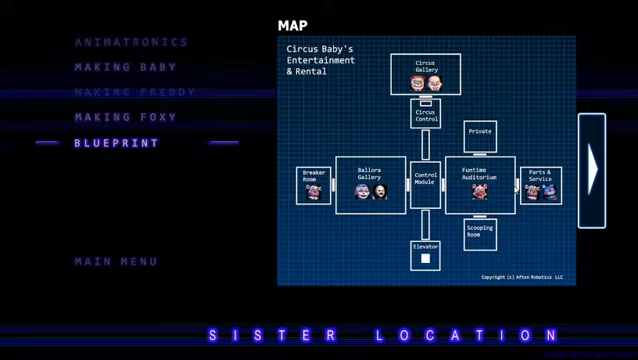 MAP
Circus Baby's
Entertainment
& Rental
ANIMATRONICS
MAKING BABY
MAKING FREDDY
MAKING FOXY
BLUEPRINT
MAIN MENU
Circus
Gallery
Circus
Control
Private
Breaker
Room
Ballora
Gallery
Control
Module
Funtime
Auditorium
Parts &
Service
Scooping
Room
Elevator
Copyright (c) Afton Robotics LLC
SISTER LOCATION